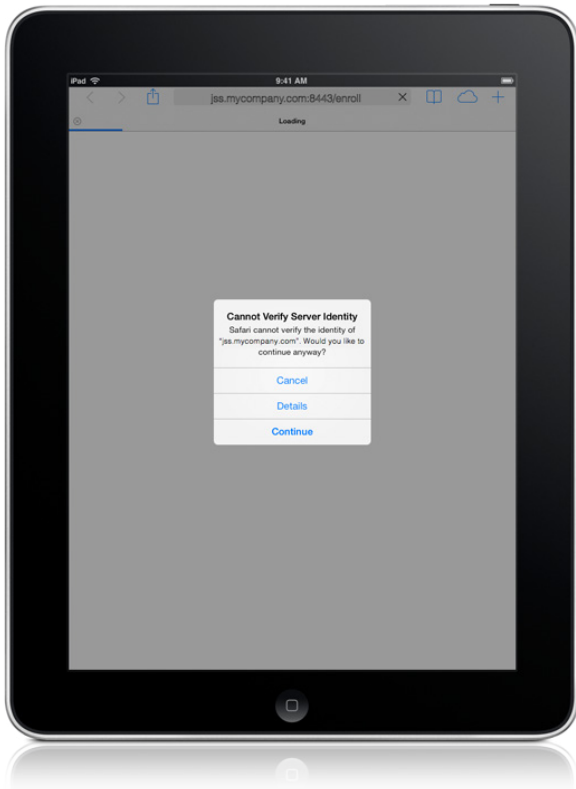 iPad 9:41 AM
jss.mycompany.com:8443/enroll
Loading
Cannot Verify Server Identity
Safari cannot verify the identity of
"jss.mycompany.com". Would you like to
continue anyway?
Cancel
Details
Continue